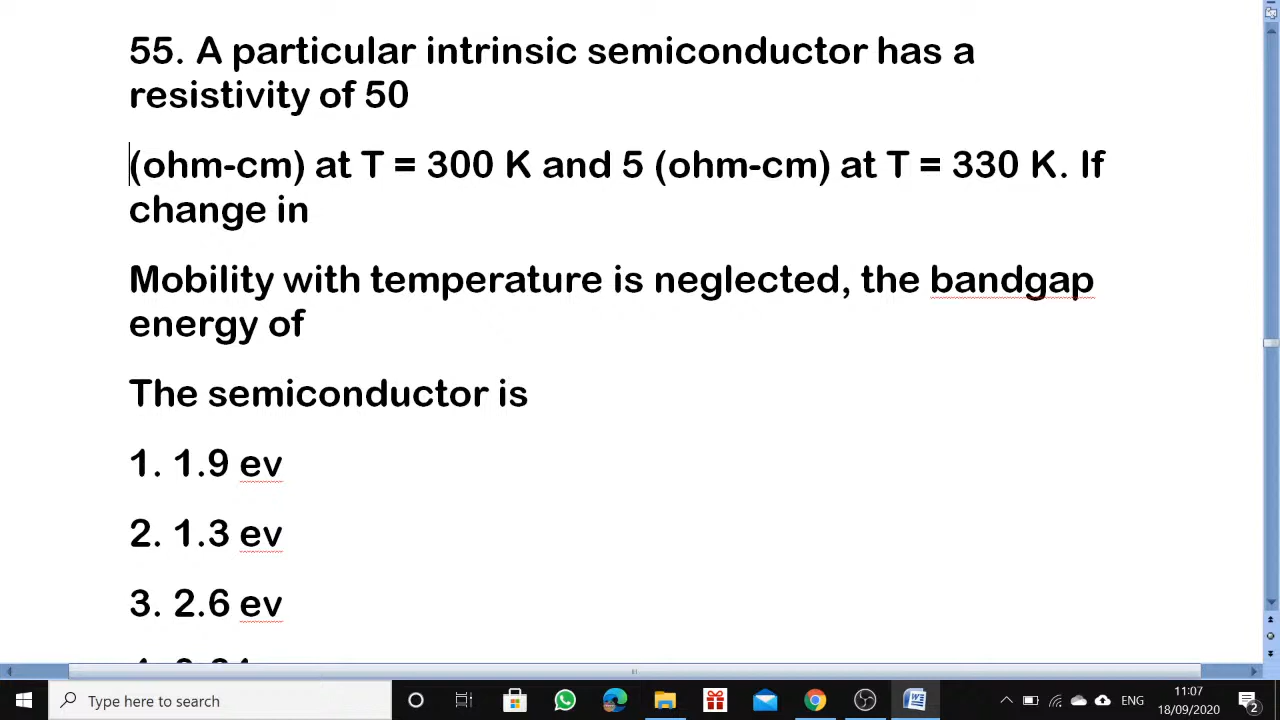 55. A particular intrinsic semiconductor has a
resistivity of 50
(ohm-cm) at T = 300 K and 5 (ohm-cm) at T = 330 K. If
change in
Mobility with temperature is neglected, the bandgap
energy of
The semiconductor is
1. 1.9 ev
2. 1.3 ev
3. 2.6 ev
Type here to search
ENG
11:07
18/09/2020
2